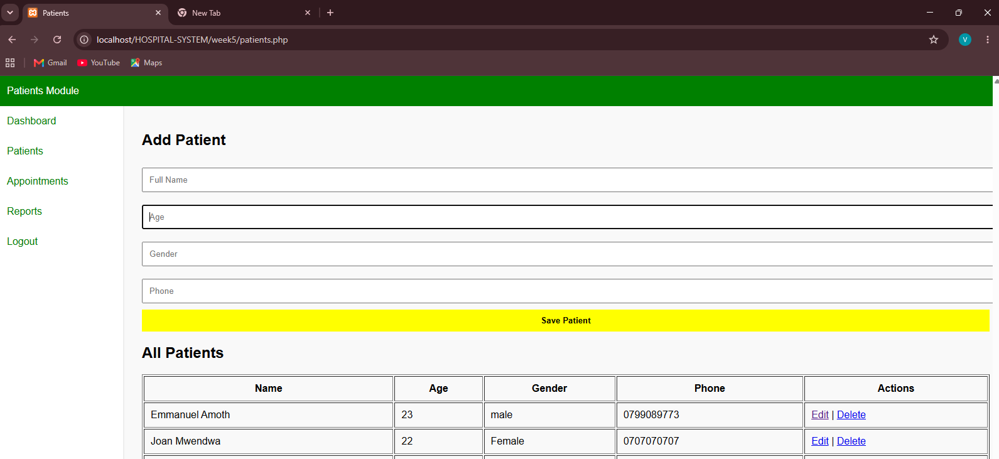 Patients
New Tab
localhost/HOSPITAL-SYSTEM/week5/patients.php
V
Gmail YouTube Maps
Patients Module
Dashboard
Patients
Appointments
Reports
Logout
Add Patient
Full Name
Age
Gender
Phone
Save Patient
All Patients
Name Age Gender Phone Actions
Emmanuel Amoth 23 male 0799089773 Edit | Delete
Joan Mwendwa 22 Female 0707070707 Edit | Delete